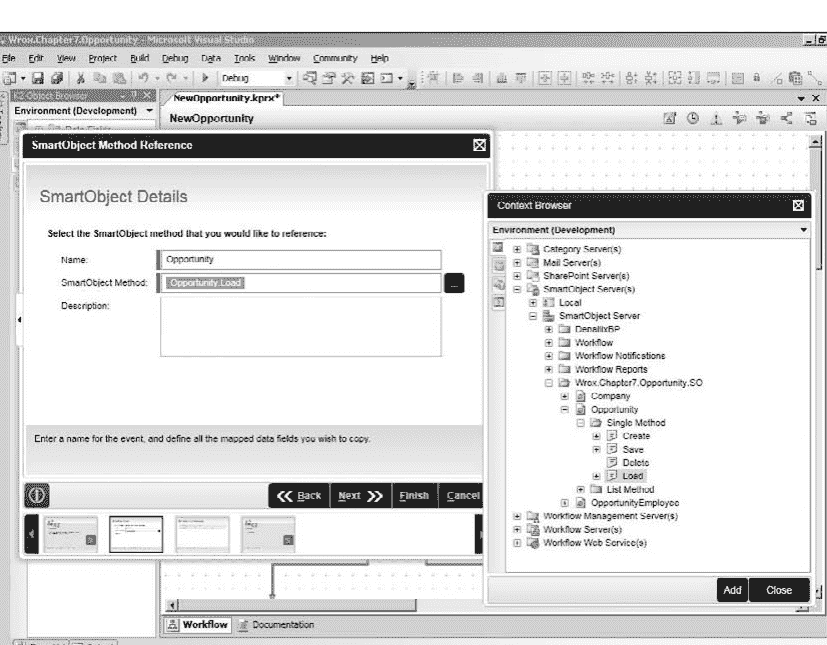 Wrox.Chapter7.Opportunity - Microsoft Visual Studio
File Edit View Project Build Debug Data Tools Window Community Help
Debug
Object Browser
NewOpportunity.kprx*
Environment (Development)
NewOpportunity
Data Fields
SmartObject Method Reference
SmartObject Details
Select the SmartObject method that you would like to reference:
Name: Opportunity
SmartObject Method: Opportunity.Load ...
Description:
Enter a name for the event, and define all the mapped data fields you wish to copy.
Back Next Finish Cancel
Context Browser
Environment (Development)
Category Server(s)
Mail Server(s)
SharePoint Server(s)
SmartObject Server(s)
Local
SmartObject Server
DenallixBP
Workflow
Workflow Notifications
Workflow Reports
Wrox.Chapter7.Opportunity.SO
Company
Opportunity
Single Method
Create
Save
Delete
Load
List Method
OpportunityEmployee
Workflow Management Server(s)
Workflow Server(s)
Workflow Web Service(s)
Add Close
Workflow Documentation